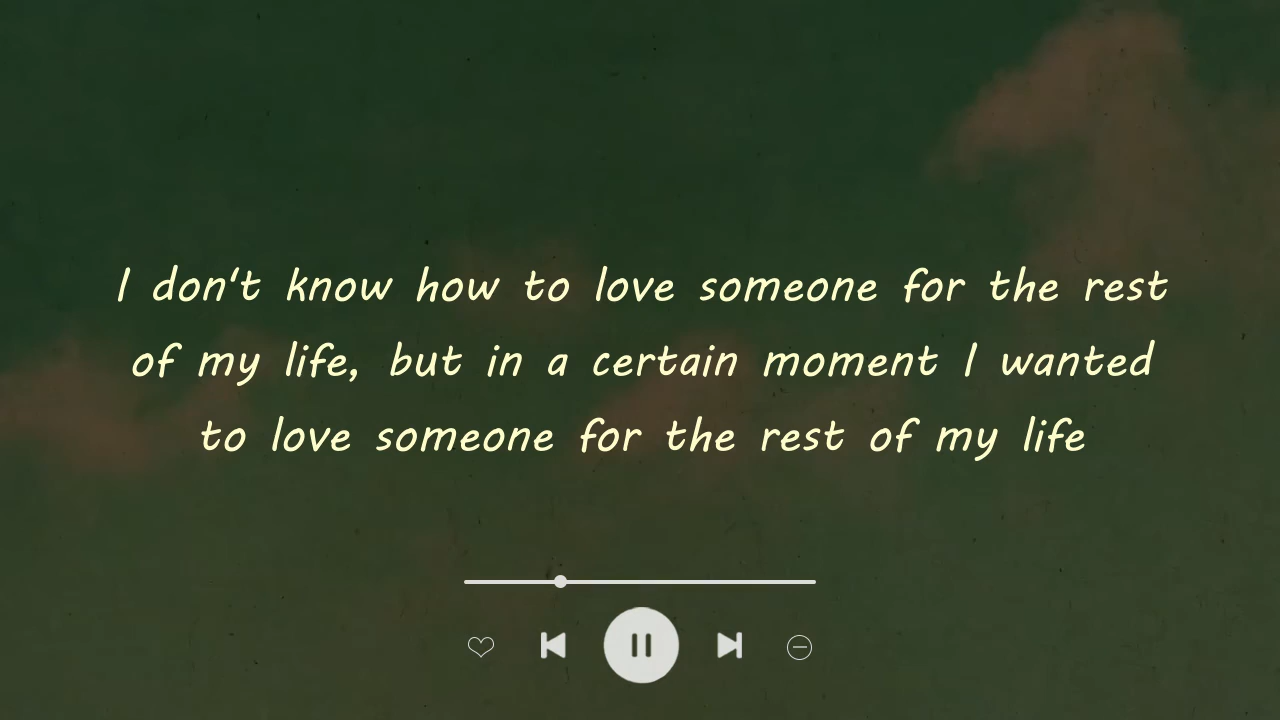 I don't know how to love someone for the rest
of my life, but in a certain moment I wanted
to love someone for the rest of my life